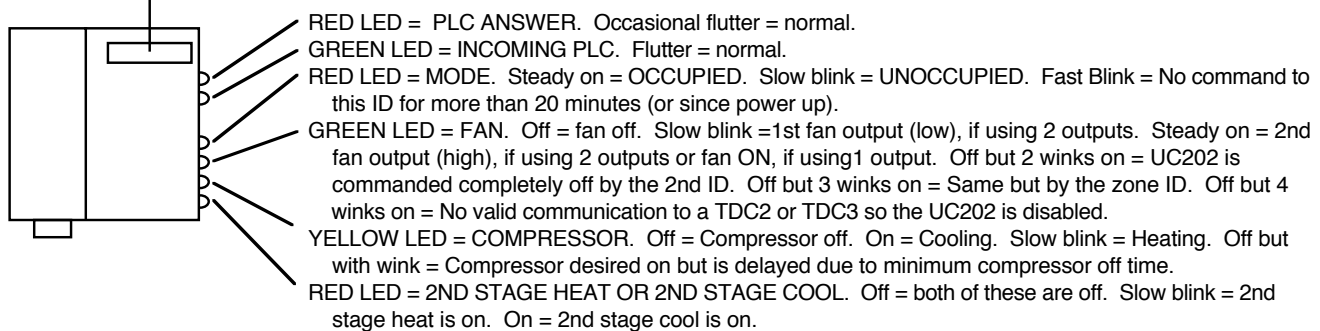 RED LED = PLC ANSWER. Occasional flutter = normal.
GREEN LED = INCOMING PLC. Flutter = normal.
RED LED = MODE. Steady on = OCCUPIED. Slow blink = UNOCCUPIED. Fast Blink = No command to
this ID for more than 20 minutes (or since power up).
GREEN LED = FAN. Off = fan off. Slow blink =1st fan output (low), if using 2 outputs. Steady on = 2nd
fan output (high), if using 2 outputs or fan ON, if using1 output. Off but 2 winks on = UC202 is
commanded completely off by the 2nd ID. Off but 3 winks on = Same but by the zone ID. Off but 4
winks on = No valid communication to a TDC2 or TDC3 so the UC202 is disabled.
YELLOW LED = COMPRESSOR. Off = Compressor off. On = Cooling. Slow blink = Heating. Off but
with wink = Compressor desired on but is delayed due to minimum compressor off time.
RED LED = 2ND STAGE HEAT OR 2ND STAGE COOL. Off = both of these are off. Slow blink = 2nd
stage heat is on. On = 2nd stage cool is on.